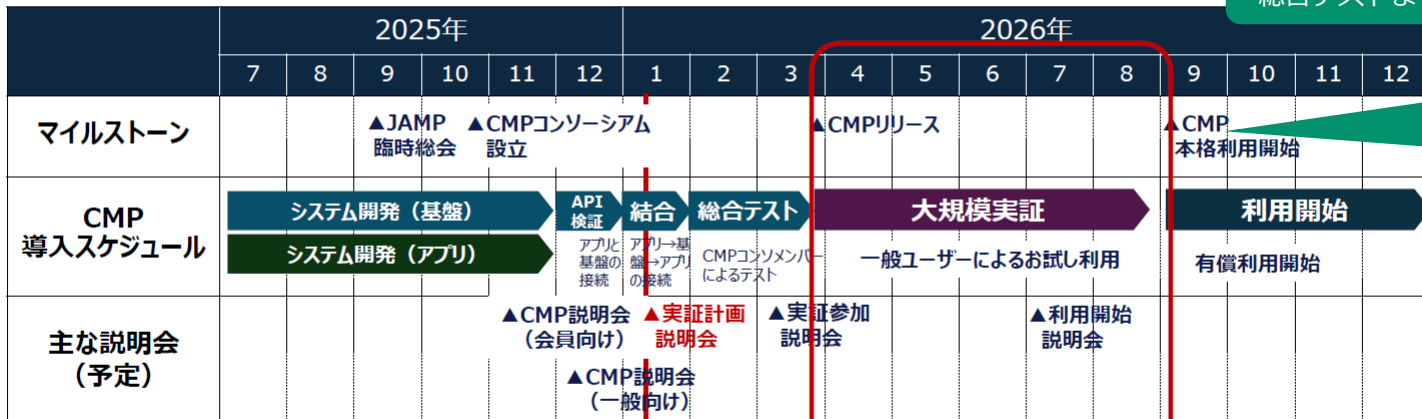 総合テストよ
2025年
2026年
7 8 9 10 11 12 1 2 3 4 5 6 7 8 9 10 11 12
マイルストーン
▲JAMP
臨時総会
▲CMPコンソーシアム
設立
▲CMPリリース
▲CMP
本格利用開始
CMP
導入スケジュール
システム開発（基盤）
システム開発（アプリ）
API
検証
結合
総合テスト
大規模実証
利用開始
アプリと
基盤の
接続
アプリ→基
盤→アプリ
の接続
CMPコンソメンバー
によるテスト
一般ユーザーによるお試し利用
有償利用開始
主な説明会
（予定）
▲CMP説明会
（会員向け）
▲実証計画
説明会
▲実証参加
説明会
▲利用開始
説明会
▲CMP説明会
（一般向け）